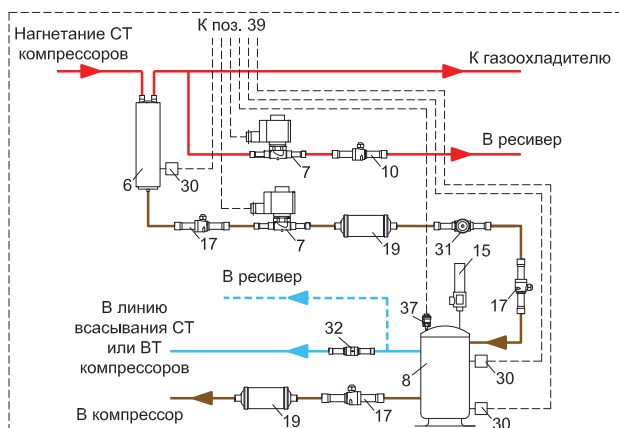 Нагнетание СТ
компрессоров
К поз. 39
К газоохладителю
В ресивер
6
30
7
10
17
7
19
31
15
17
В ресивер
37
В линию
всасывания СТ
или ВТ
компрессоров
32
8
30
В компрессор
19
17
30